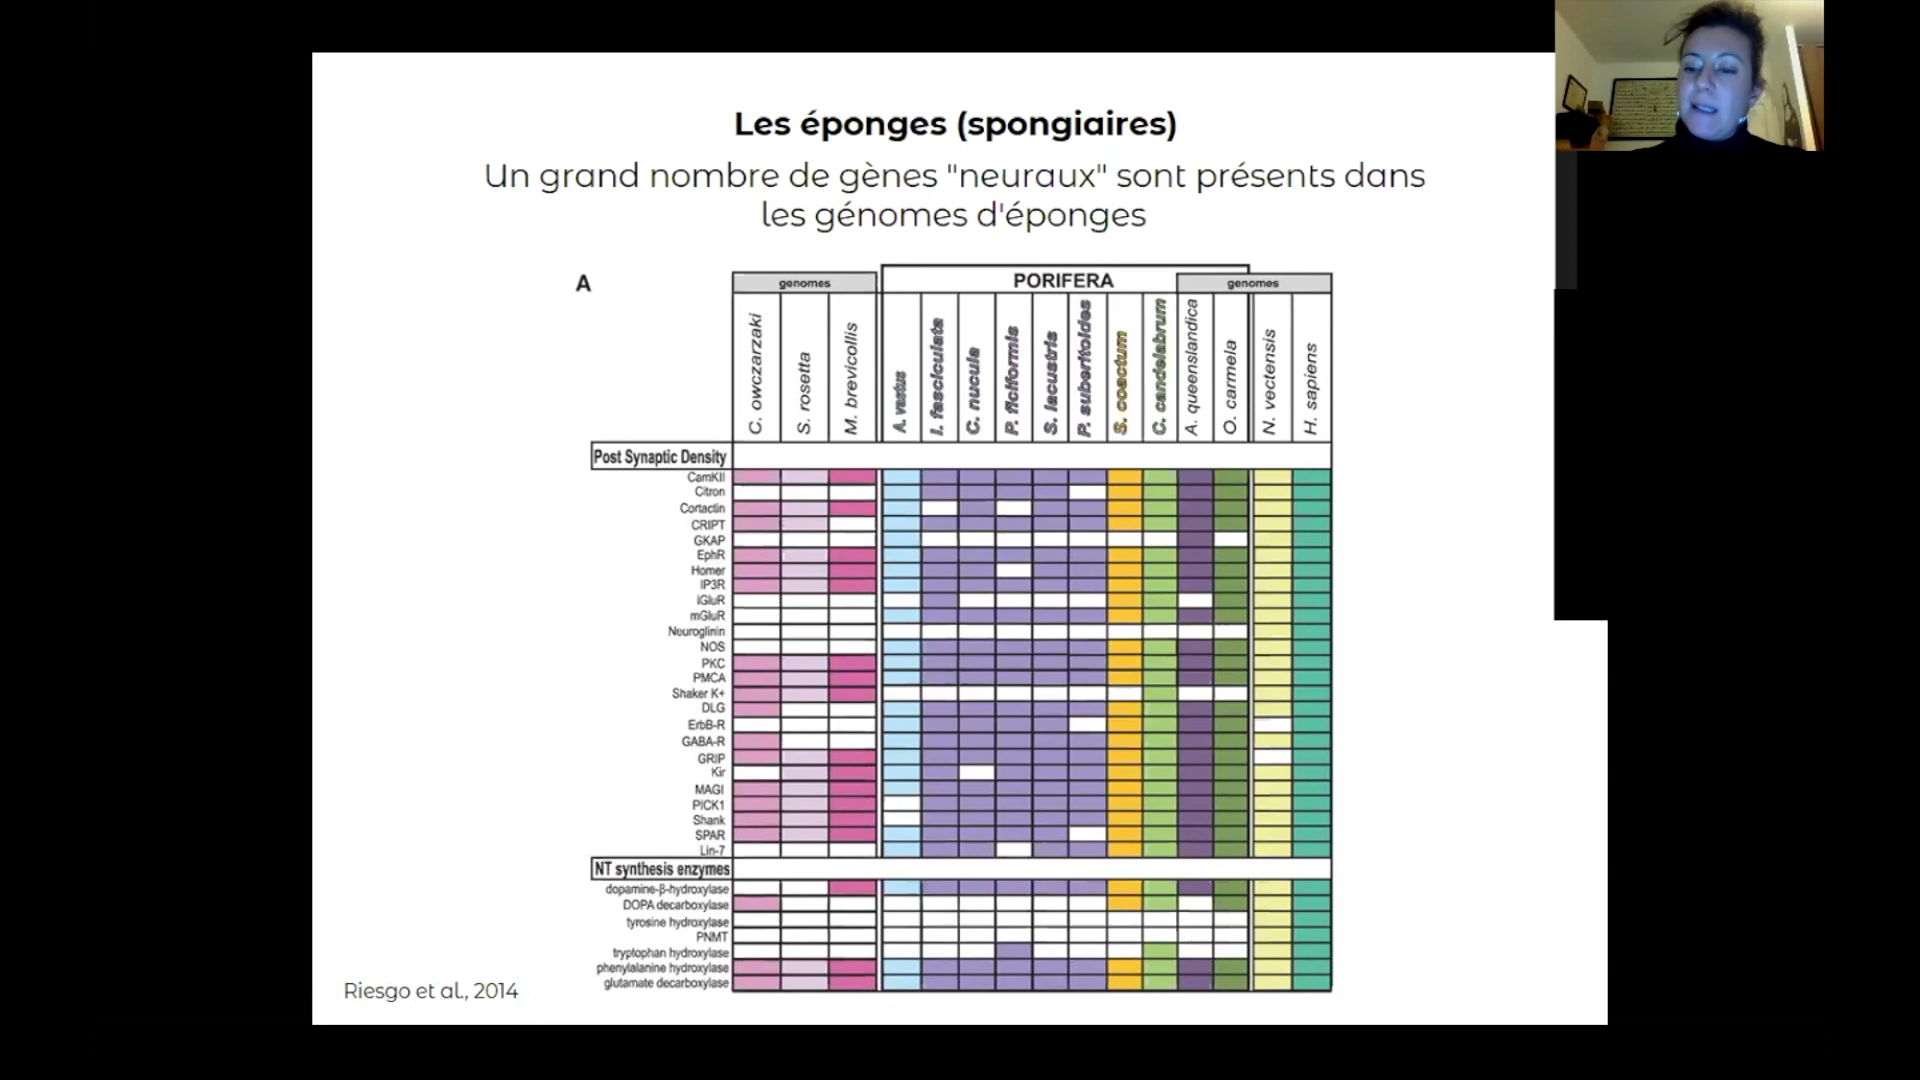 Les éponges (spongiaires)
Un grand nombre de gènes "neuraux" sont présents dans
les génomes d'éponges
A
genomes
PORIFERA
genomes
C. owczarzaki
S. rosetta
M. brevicollis
A. vastus
I. fasciculata
C. nucula
P. ficiformis
S. lacustris
P. suberitoides
S. coactum
C. candelabrum
A. queenslandica
O. carmela
N. vectensis
H. sapiens
Post Synaptic Density
CamKII
Citron
Cortactin
CRIPT
GKAP
EphR
Homer
IP3R
iGluR
mGluR
Neuroglinin
NOS
PKC
PMCA
Shaker K+
DLG
ErbB-R
GABA-R
GRIP
Kir
MAGI
PICK1
Shank
SPAR
Lin-7
NT synthesis enzymes
dopamine-β-hydroxylase
DOPA decarboxylase
tyrosine hydroxylase
PNMT
tryptophan hydroxylase
phenylalanine hydroxylase
glutamate decarboxylase
Riesgo et al., 2014